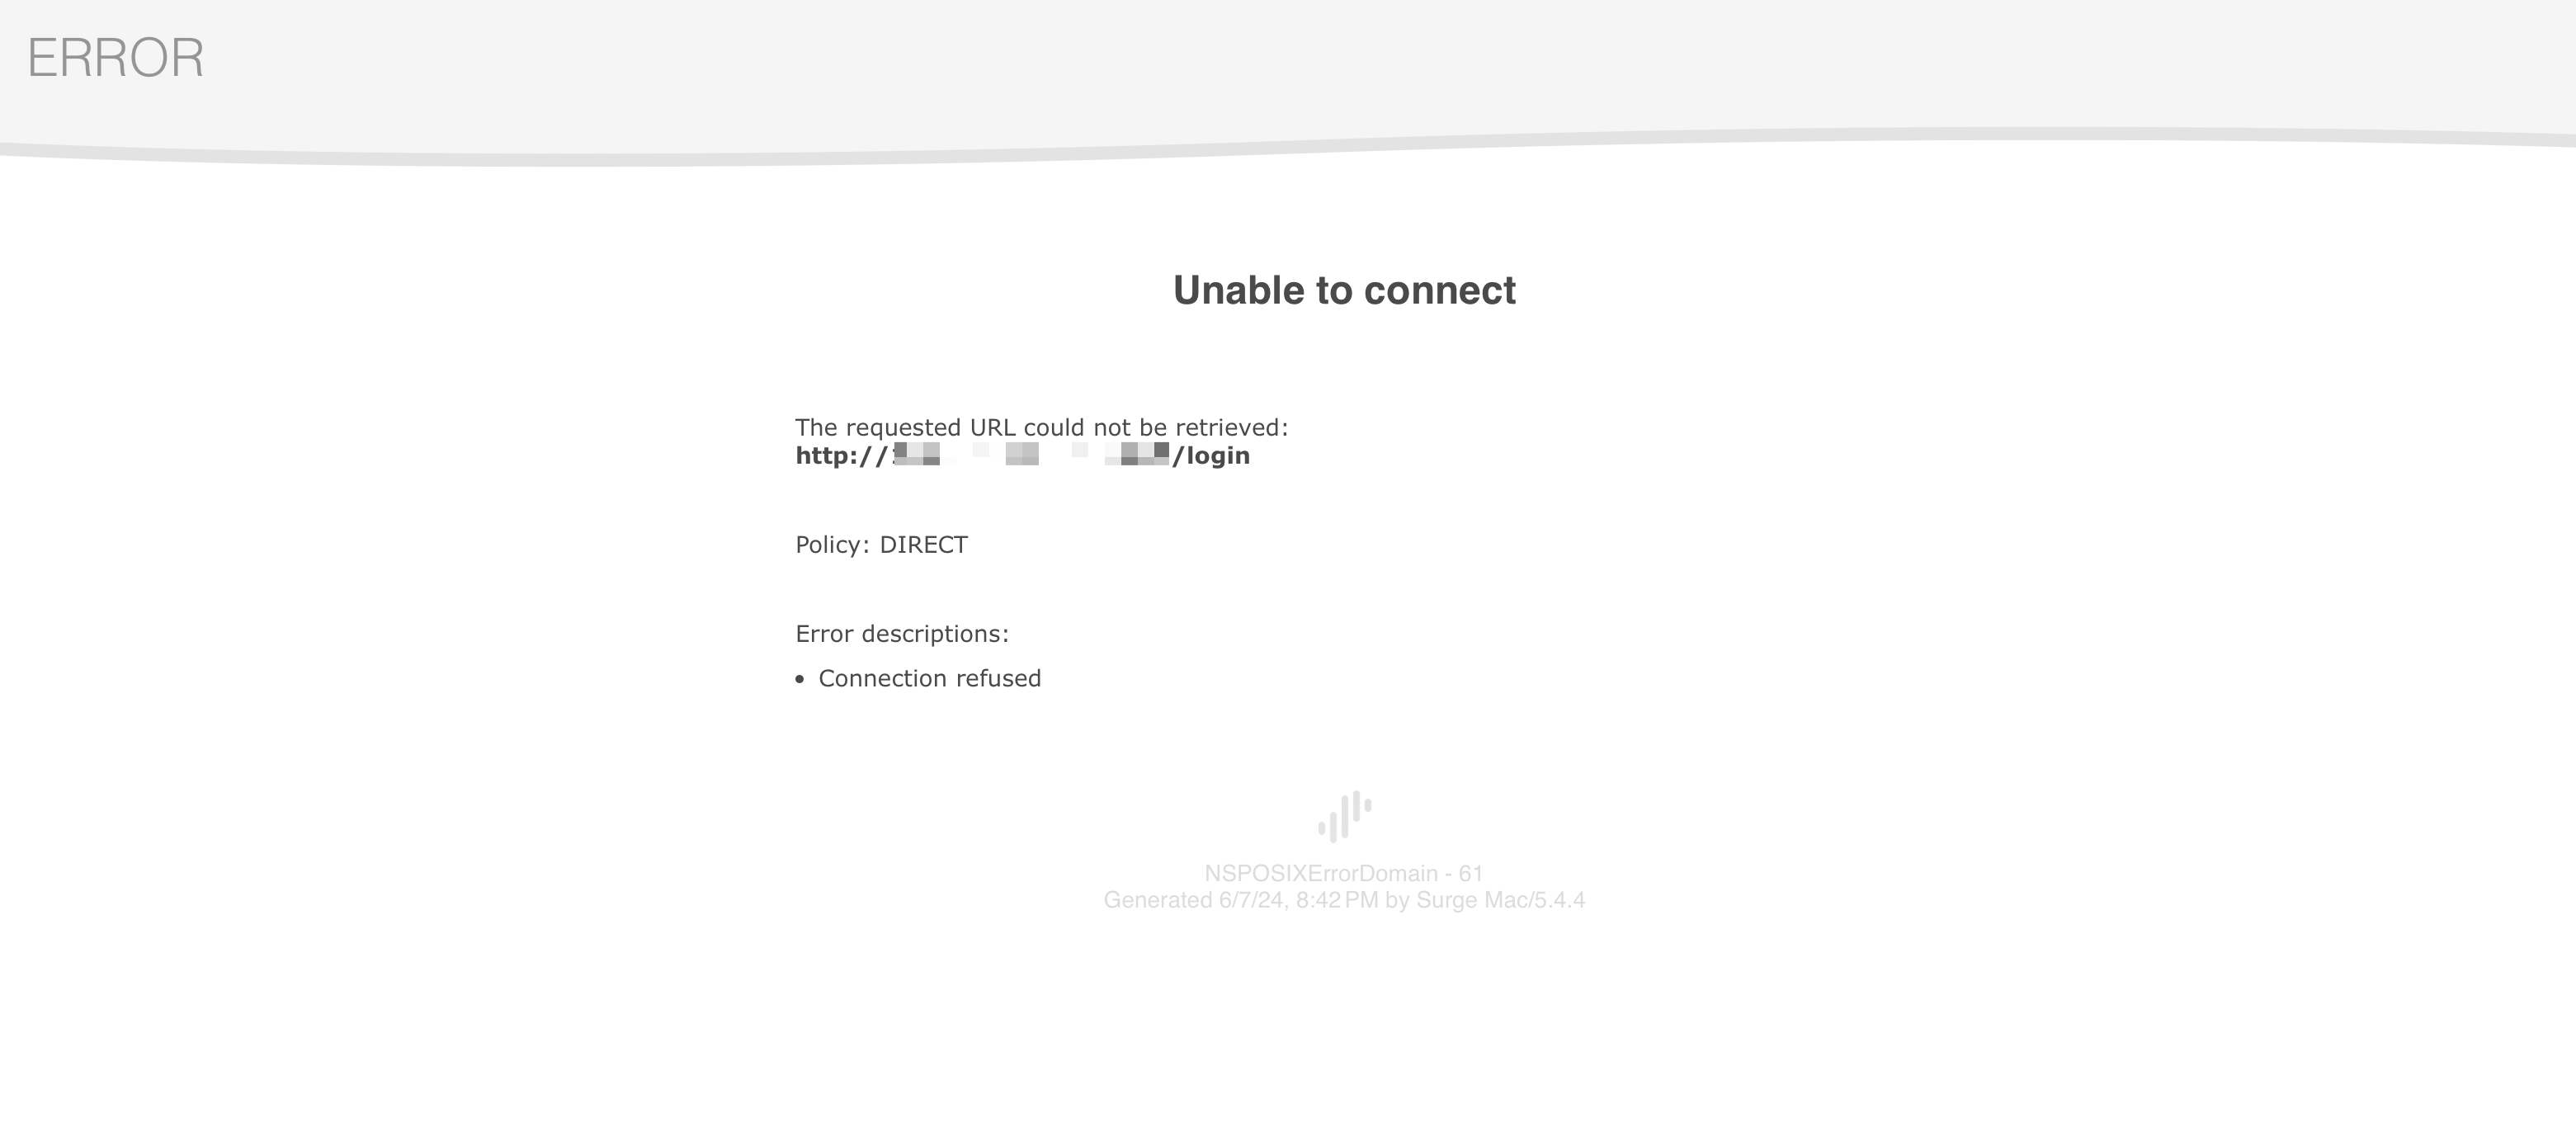 ERROR
Unable to connect
The requested URL could not be retrieved:
http:// /login
Policy: DIRECT
Error descriptions:
• Connection refused
NSPOSIXErrorDomain - 61
Generated 6/7/24, 8:42 PM by Surge Mac/5.4.4